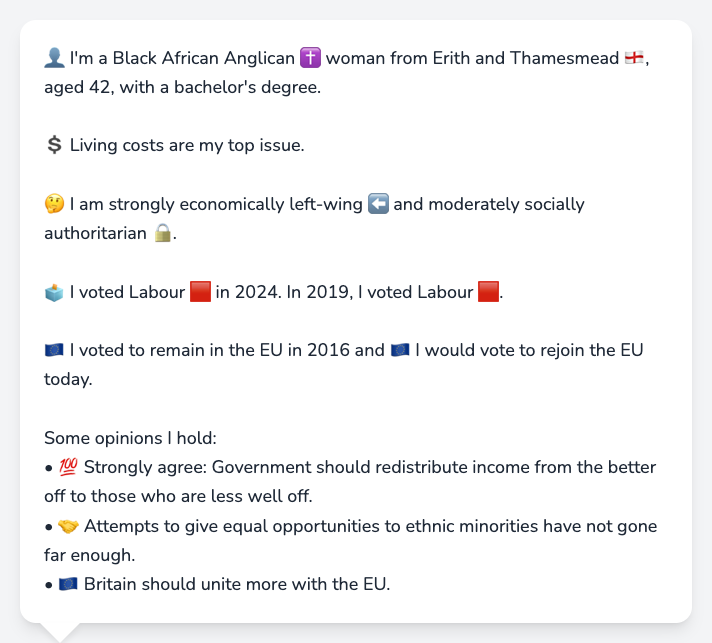 👤 I'm a Black African Anglican ✝️ woman from Erith and Thamesmead 🏴󠁧󠁢󠁥󠁮󠁧󠁿,
aged 42, with a bachelor's degree.
💲 Living costs are my top issue.
🤔 I am strongly economically left-wing ⬅️ and moderately socially
authoritarian 🔒.
🗳️ I voted Labour 🟥 in 2024. In 2019, I voted Labour 🟥.
🇪🇺 I voted to remain in the EU in 2016 and 🇪🇺 I would vote to rejoin the EU
today.
Some opinions I hold:
• 💯 Strongly agree: Government should redistribute income from the better
off to those who are less well off.
• 🤝 Attempts to give equal opportunities to ethnic minorities have not gone
far enough.
• 🇪🇺 Britain should unite more with the EU.